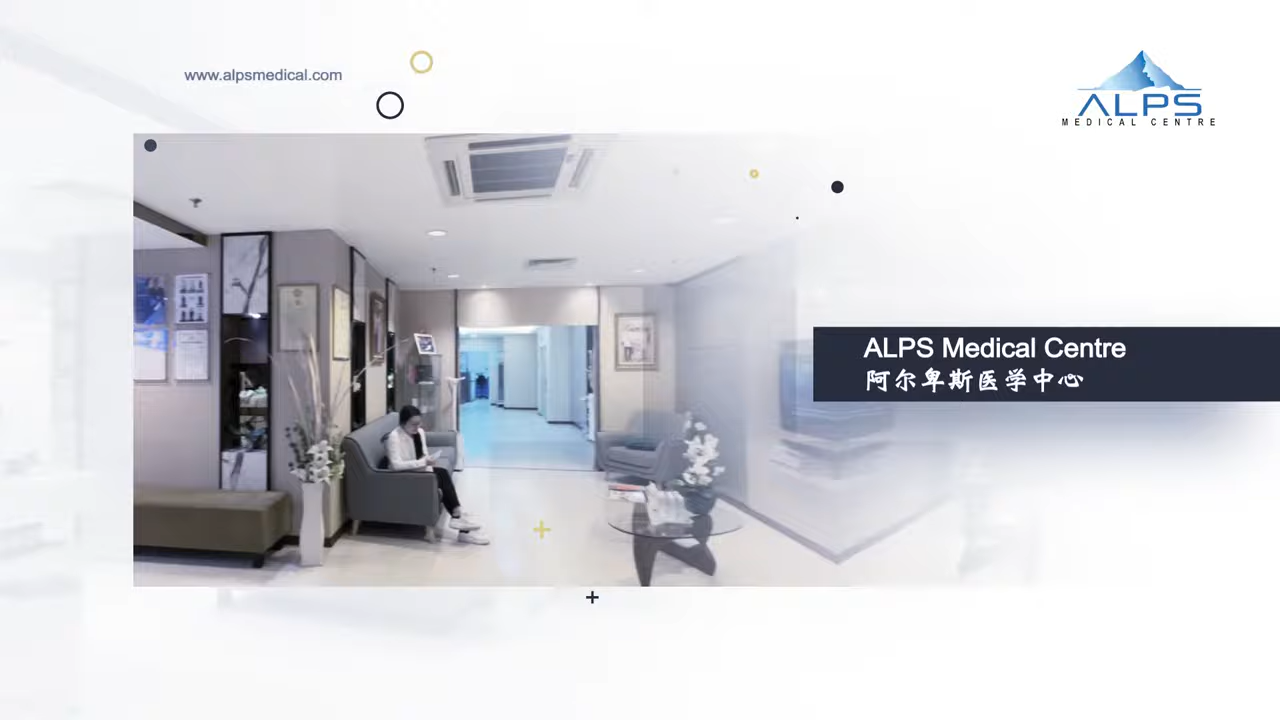 www.alpsmedical.com
ALPS
MEDICAL CENTRE
ALPS Medical Centre
阿尔卑斯医学中心